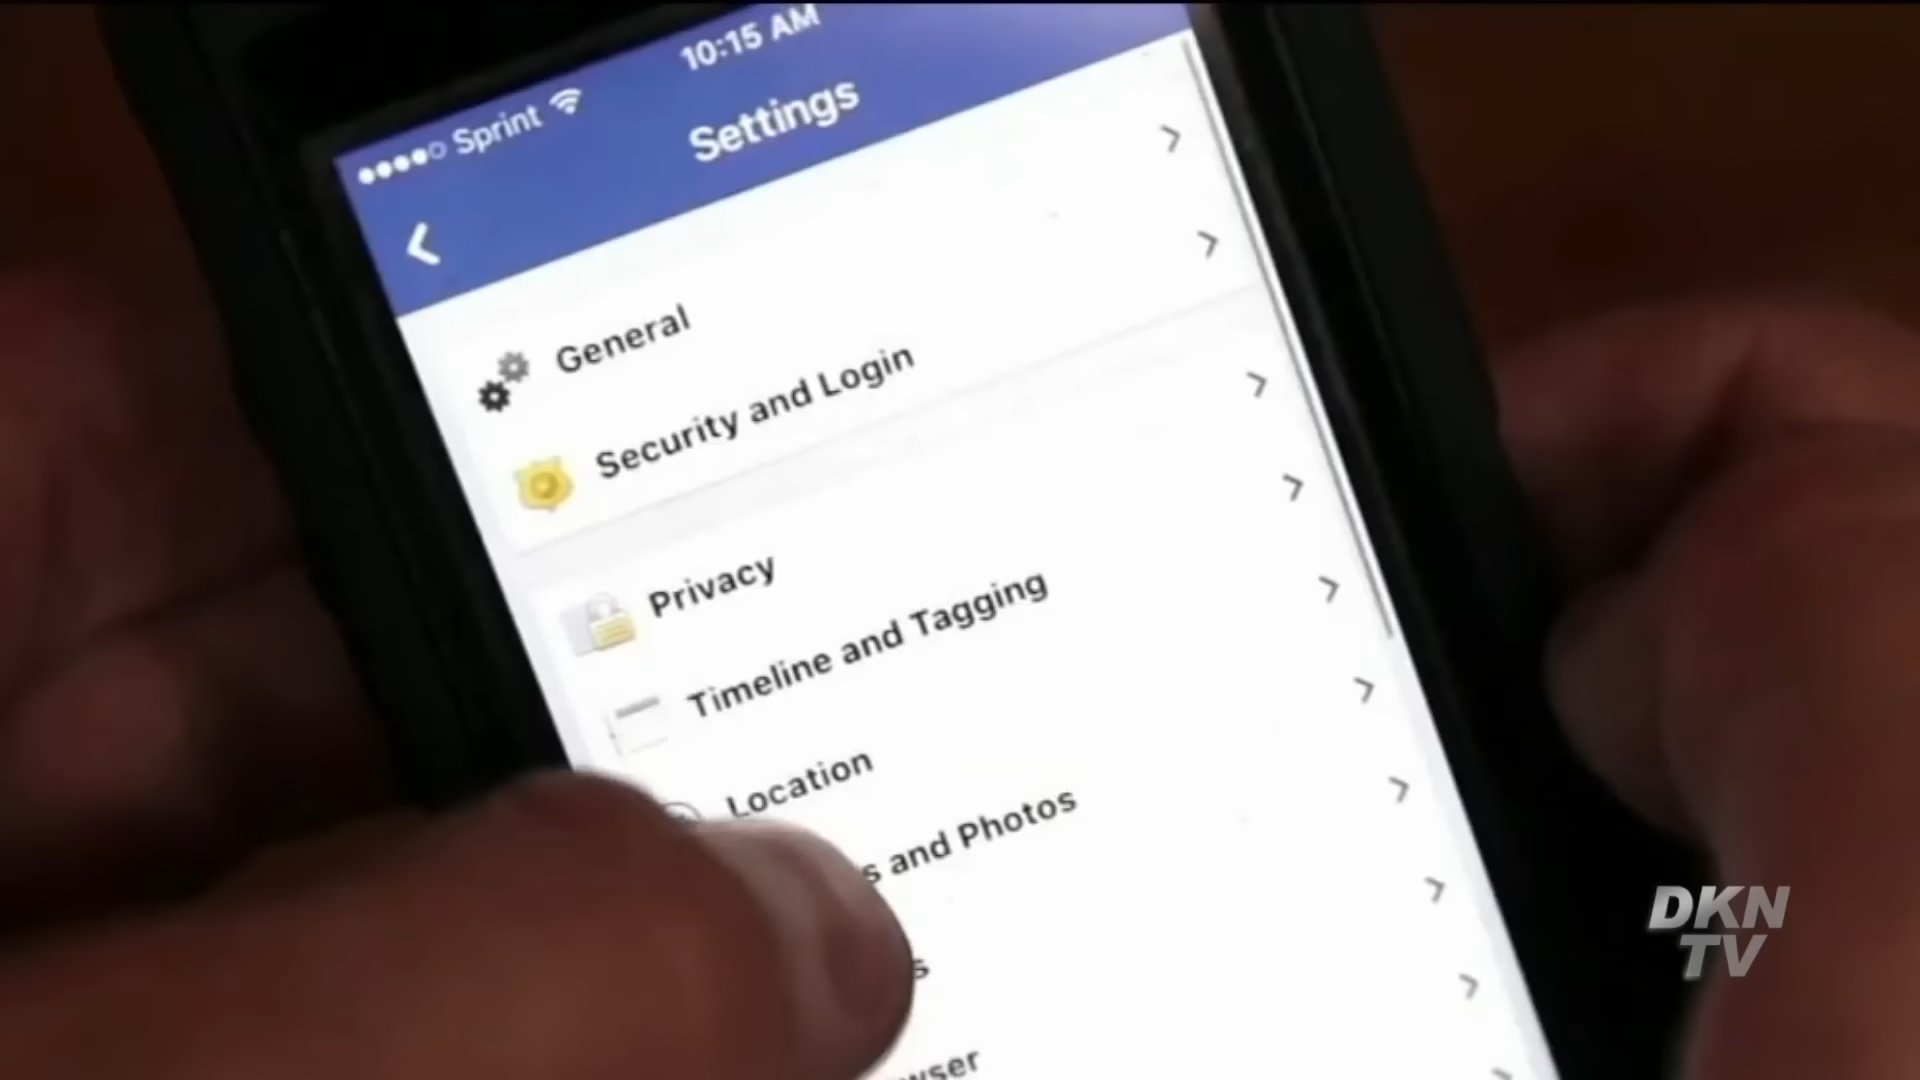 10:15 AM
Sprint
Settings
General
Security and Login
Privacy
Timeline and Tagging
Location
and Photos
DKN
TV